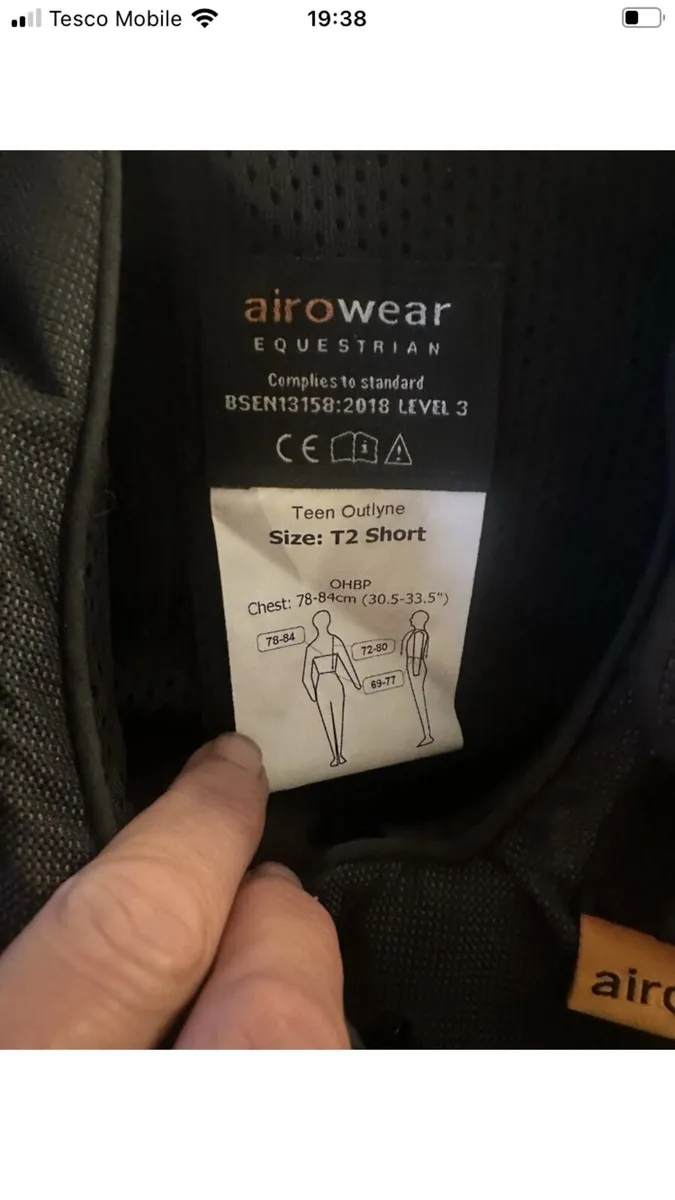 Tesco Mobile 19:38
airowear
EQUESTRIAN
Complies to standard
BSEN13158:2018 LEVEL 3
CE i
Teen Outlyne
Size: T2 Short
OHBP
Chest: 78-84cm (30.5-33.5")
78-84
72-80
69-77